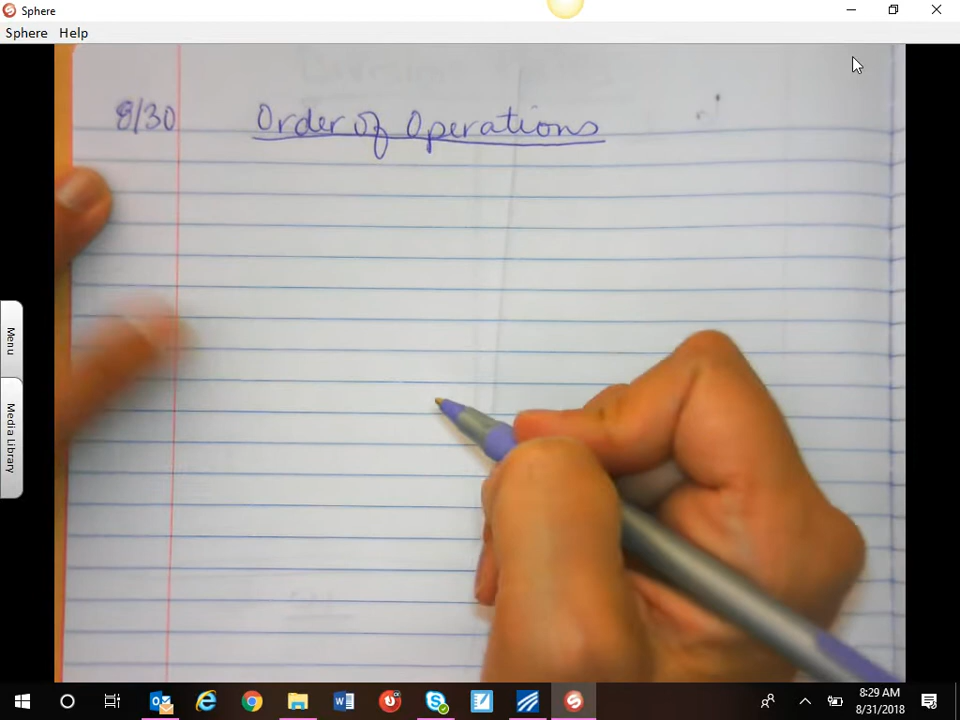 Sphere
Sphere Help
8/30 Order of Operations
Menu
Media Library
8:29 AM
8/31/2018